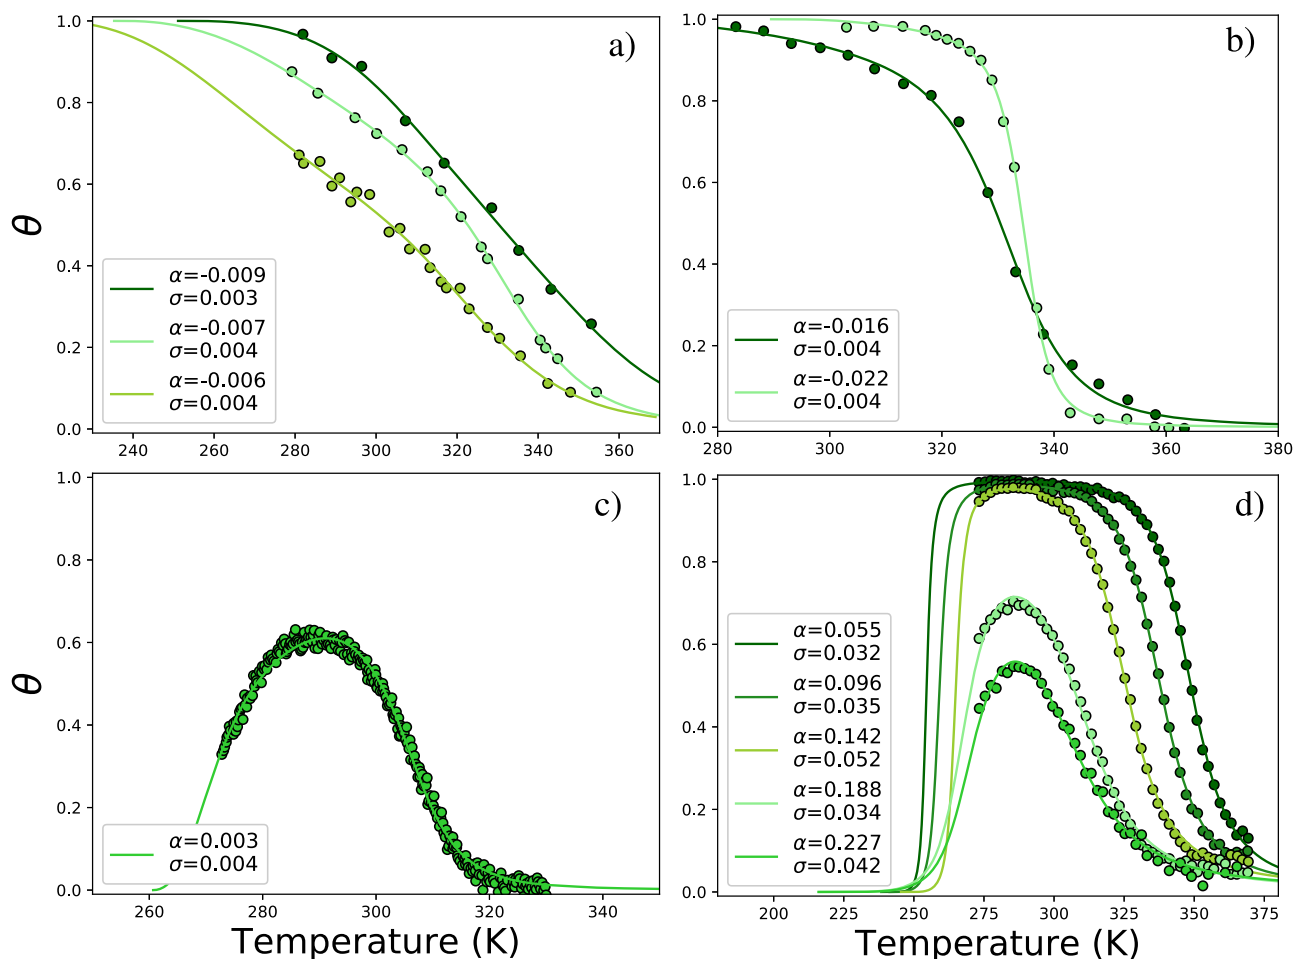 a)
1.0
0.8
0.6
0.4
0.2
0.0
θ
α=-0.009
σ=0.003
α=-0.007
σ=0.004
α=-0.006
σ=0.004
240 260 280 300 320 340 360
b)
1.0
0.8
0.6
0.4
0.2
0.0
α=-0.016
σ=0.004
α=-0.022
σ=0.004
280 300 320 340 360 380
c)
1.0
0.8
0.6
0.4
0.2
0.0
θ
α=0.003
σ=0.004
260 280 300 320 340
Temperature (K)
d)
1.0
0.8
0.6
0.4
0.2
0.0
α=0.055
σ=0.032
α=0.096
σ=0.035
α=0.142
σ=0.052
α=0.188
σ=0.034
α=0.227
σ=0.042
200 225 250 275 300 325 350 375
Temperature (K)